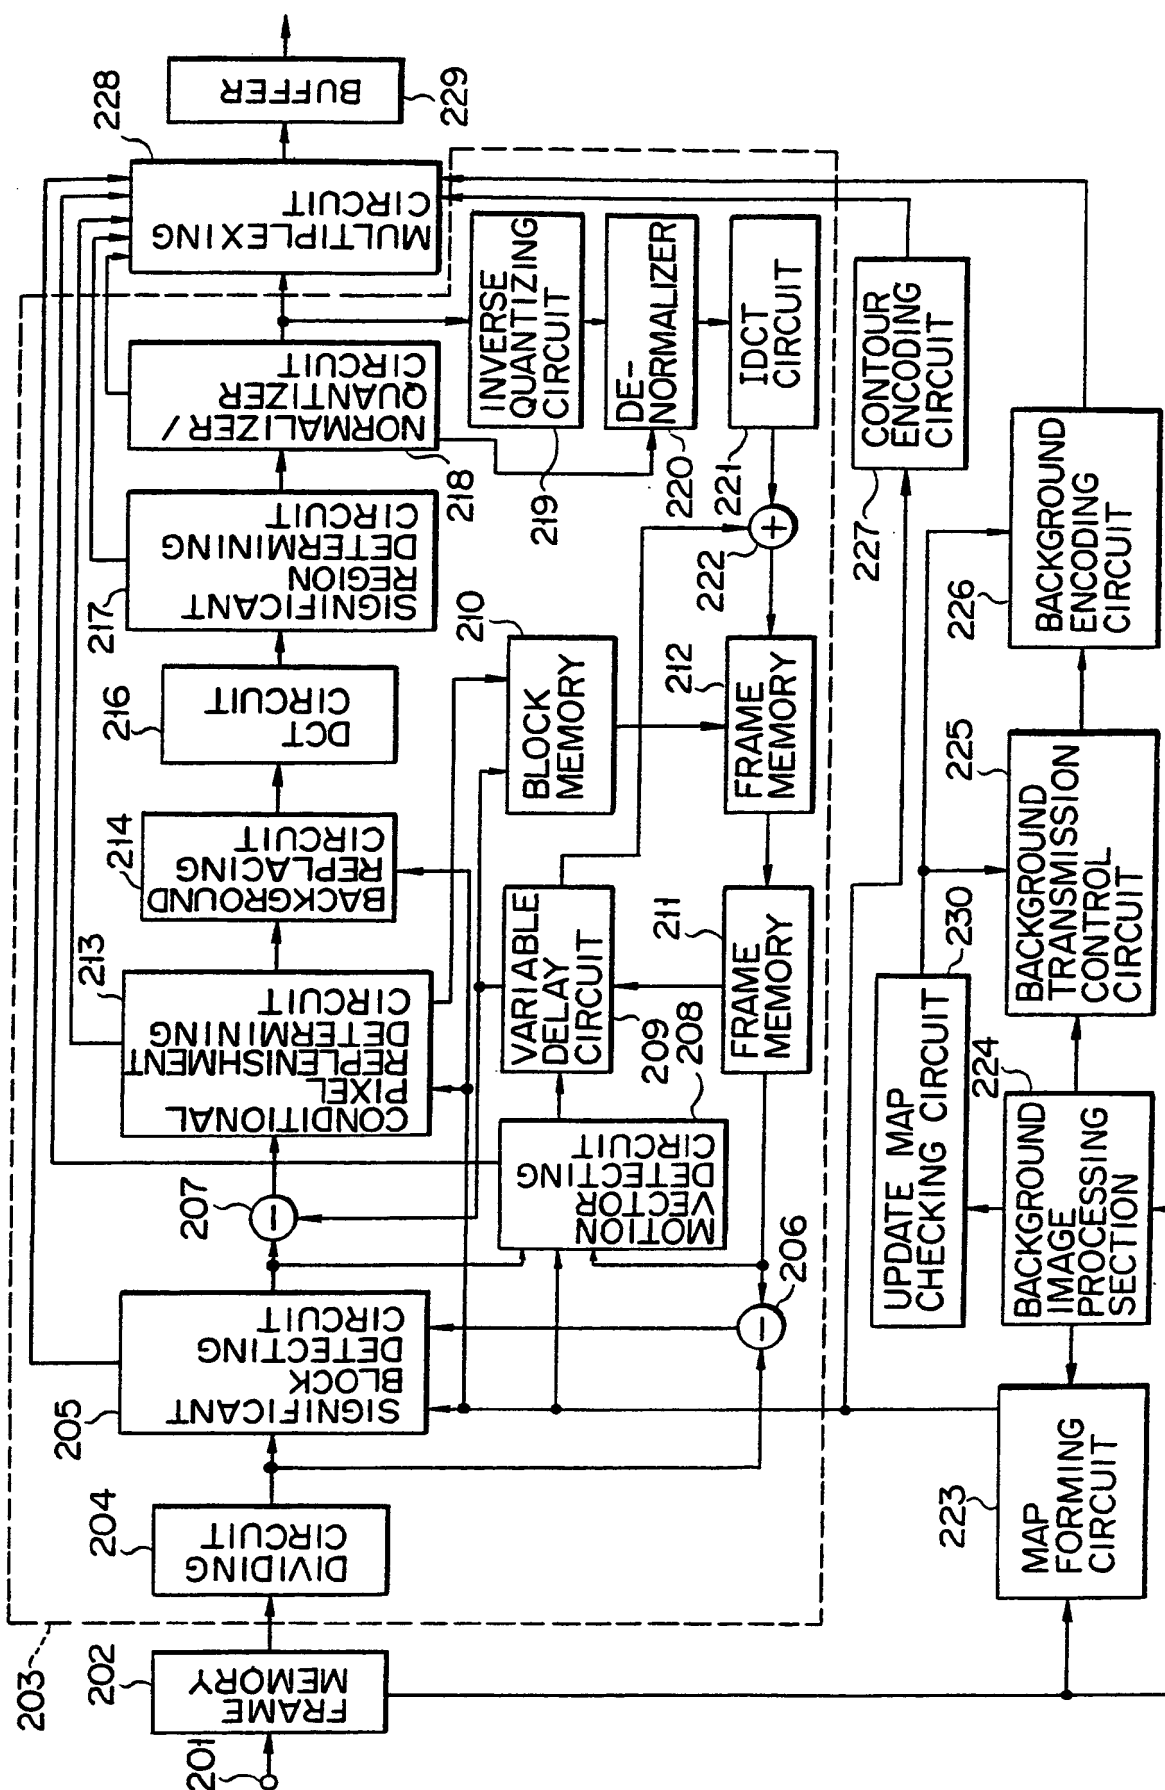 201
202
FRAME
MEMORY
203
204
DIVIDING
CIRCUIT
205
SIGNIFICANT
BLOCK
DETECTING
CIRCUIT
206
207
208
MOTION
VECTOR
DETECTING
CIRCUIT
213
CONDITIONAL
PIXEL
REPLENISHMENT
DETERMINING
CIRCUIT
209
VARIABLE
DELAY
CIRCUIT
211
FRAME
MEMORY
214
BACKGROUND
REPLACING
CIRCUIT
210
BLOCK
MEMORY
212
FRAME
MEMORY
216
DCT
CIRCUIT
217
SIGNIFICANT
REGION
DETERMINING
CIRCUIT
218
NORMALIZER/
QUANTIZER
CIRCUIT
219
INVERSE
QUANTIZING
CIRCUIT
220
DE-
NORMALIZER
221
IDCT
CIRCUIT
222
228
MULTIPLEXING
CIRCUIT
229
BUFFER
223
MAP
FORMING
CIRCUIT
224
BACKGROUND
IMAGE
PROCESSING
SECTION
230
UPDATE MAP
CHECKING CIRCUIT
225
BACKGROUND
TRANSMISSION
CONTROL
CIRCUIT
226
BACKGROUND
ENCODING
CIRCUIT
227
CONTOUR
ENCODING
CIRCUIT